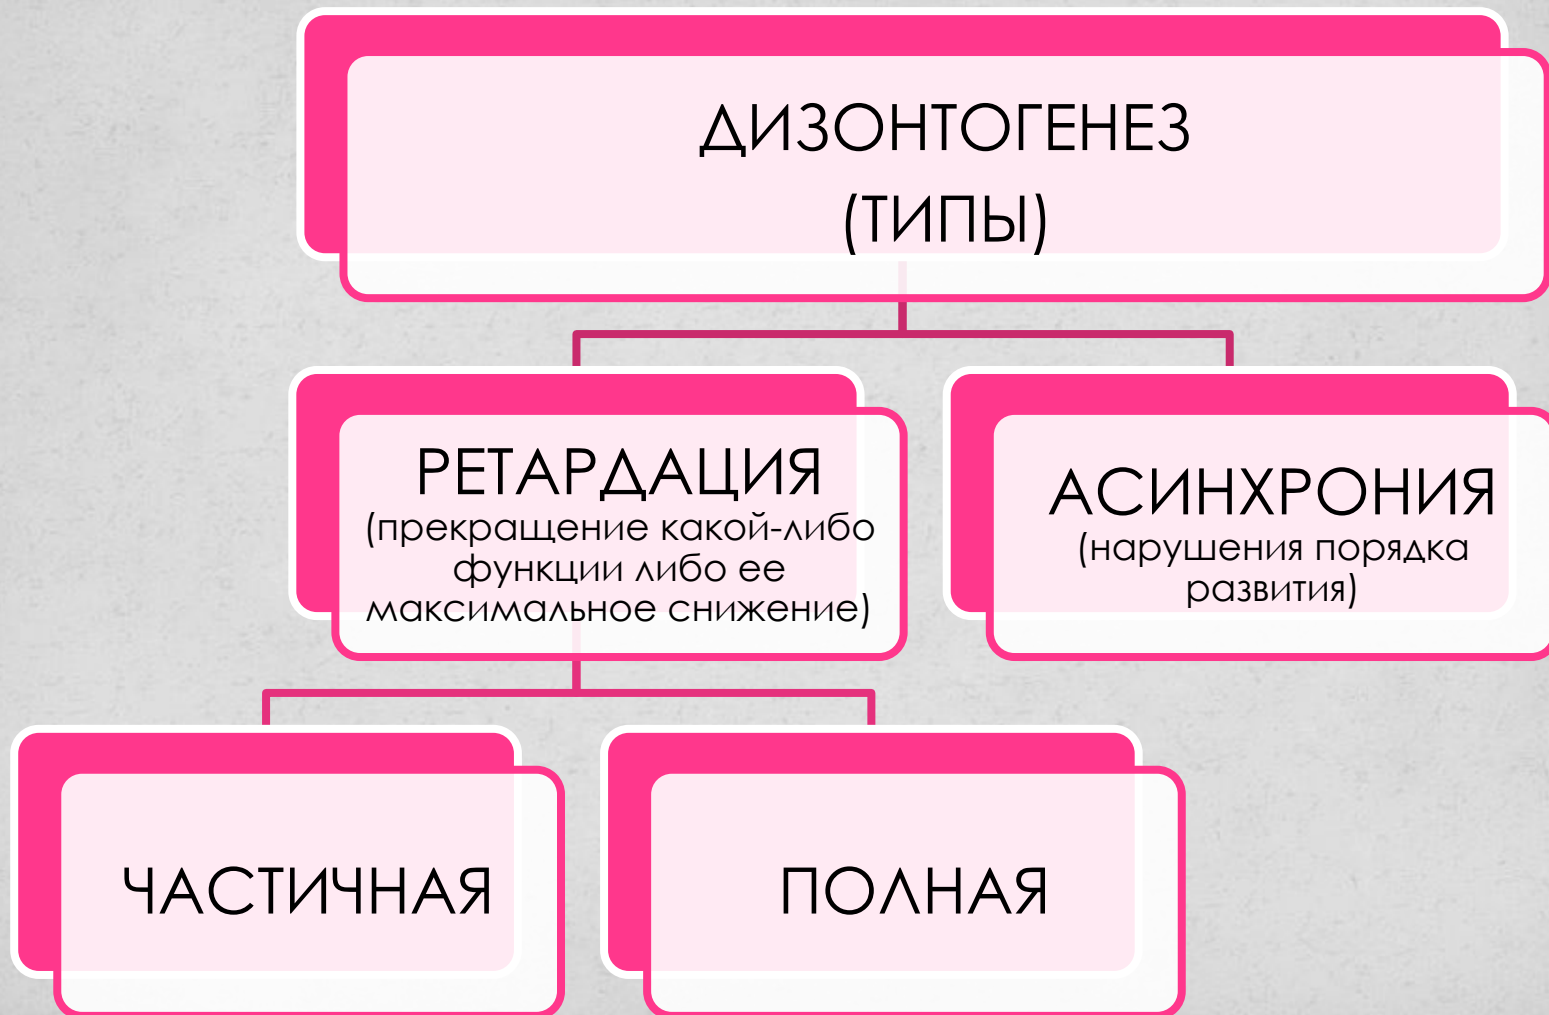 ДИЗОНТОГЕНЕЗ
(ТИПЫ)
РЕТАРДАЦИЯ
(прекращение какой-либо
функции либо ее
максимальное снижение)
АСИНХРОНИЯ
(нарушения порядка
развития)
ЧАСТИЧНАЯ
ПОЛНАЯ